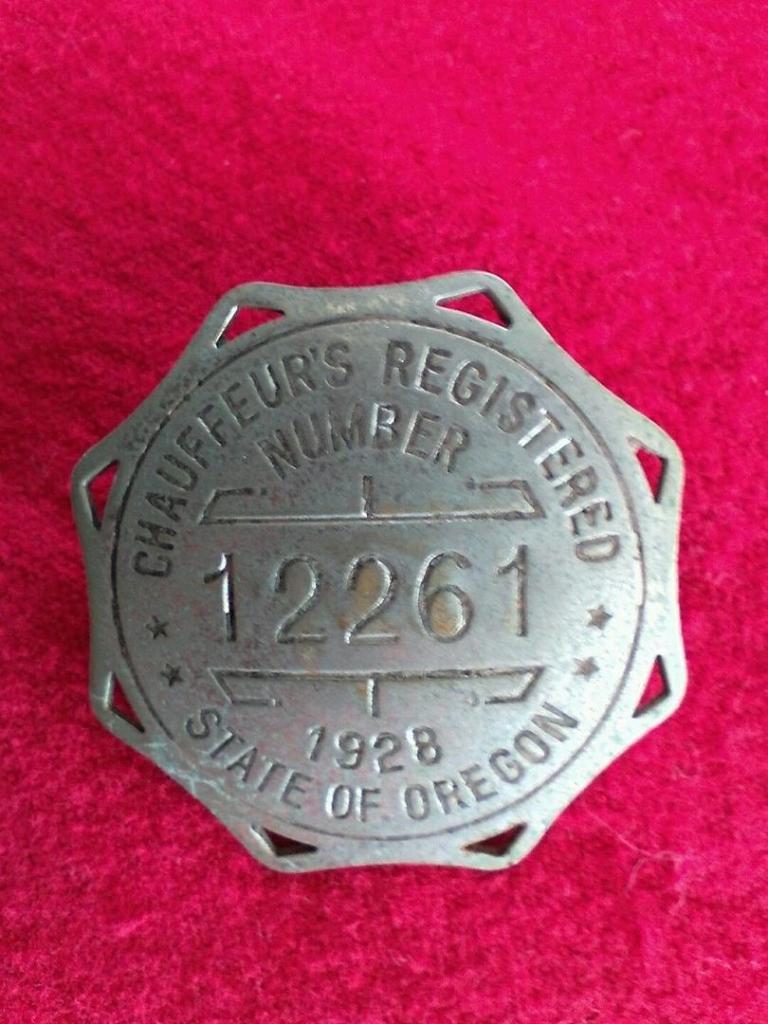 CHAUFFEUR'S REGISTERED
NUMBER
12261
1928
STATE OF OREGON